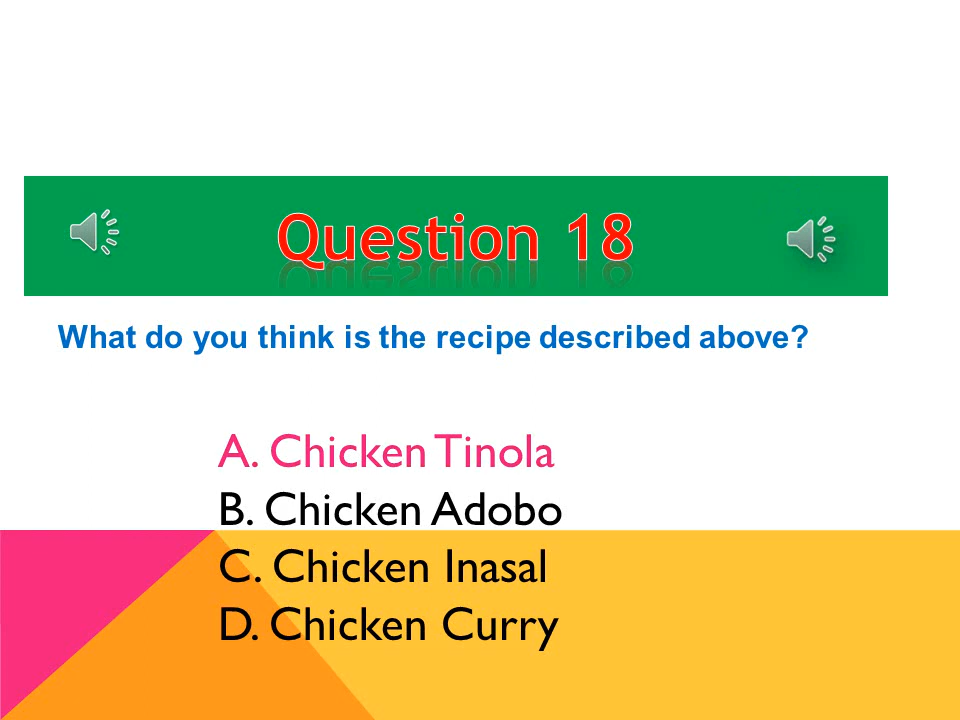 Question 18
What do you think is the recipe described above?
A. Chicken Tinola
B. Chicken Adobo
C. Chicken Inasal
D. Chicken Curry